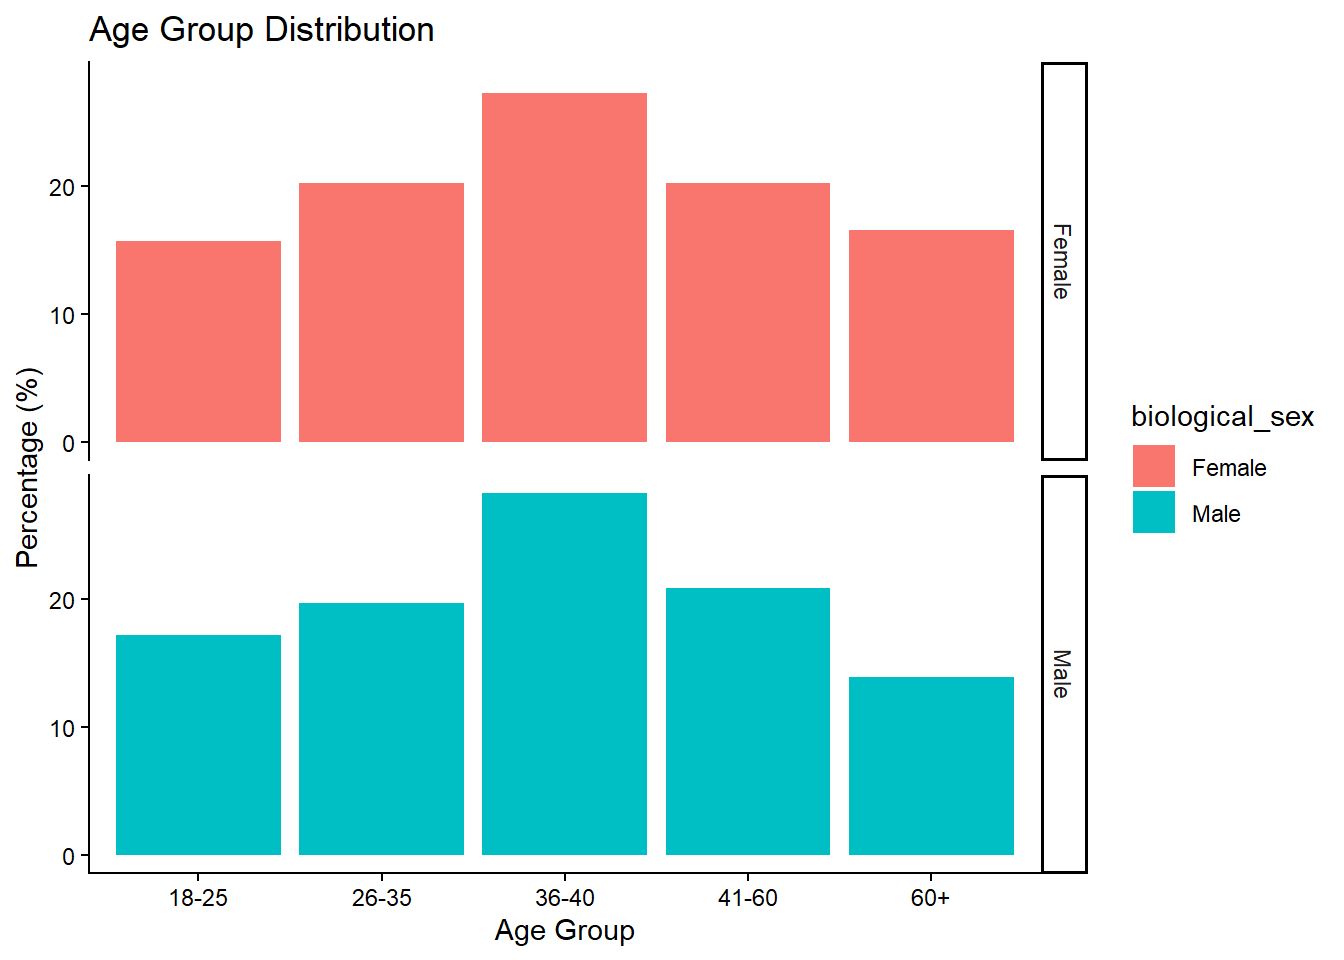 Age Group Distribution
Percentage (%)
20
10
0
Female
20
10
0
Male
18-25
26-35
36-40
41-60
60+
Age Group
biological_sex
Female
Male